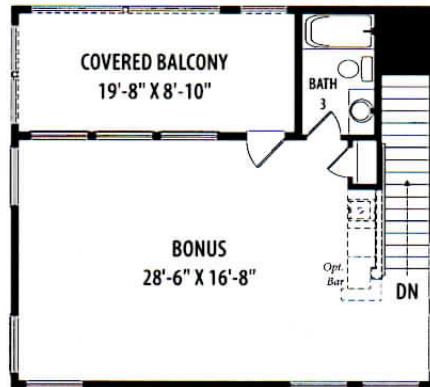 COVERED BALCONY
19'-8" X 8'-10"
BATH
3
BONUS
28'-6" X 16'-8"
Opt.
Bar
DN